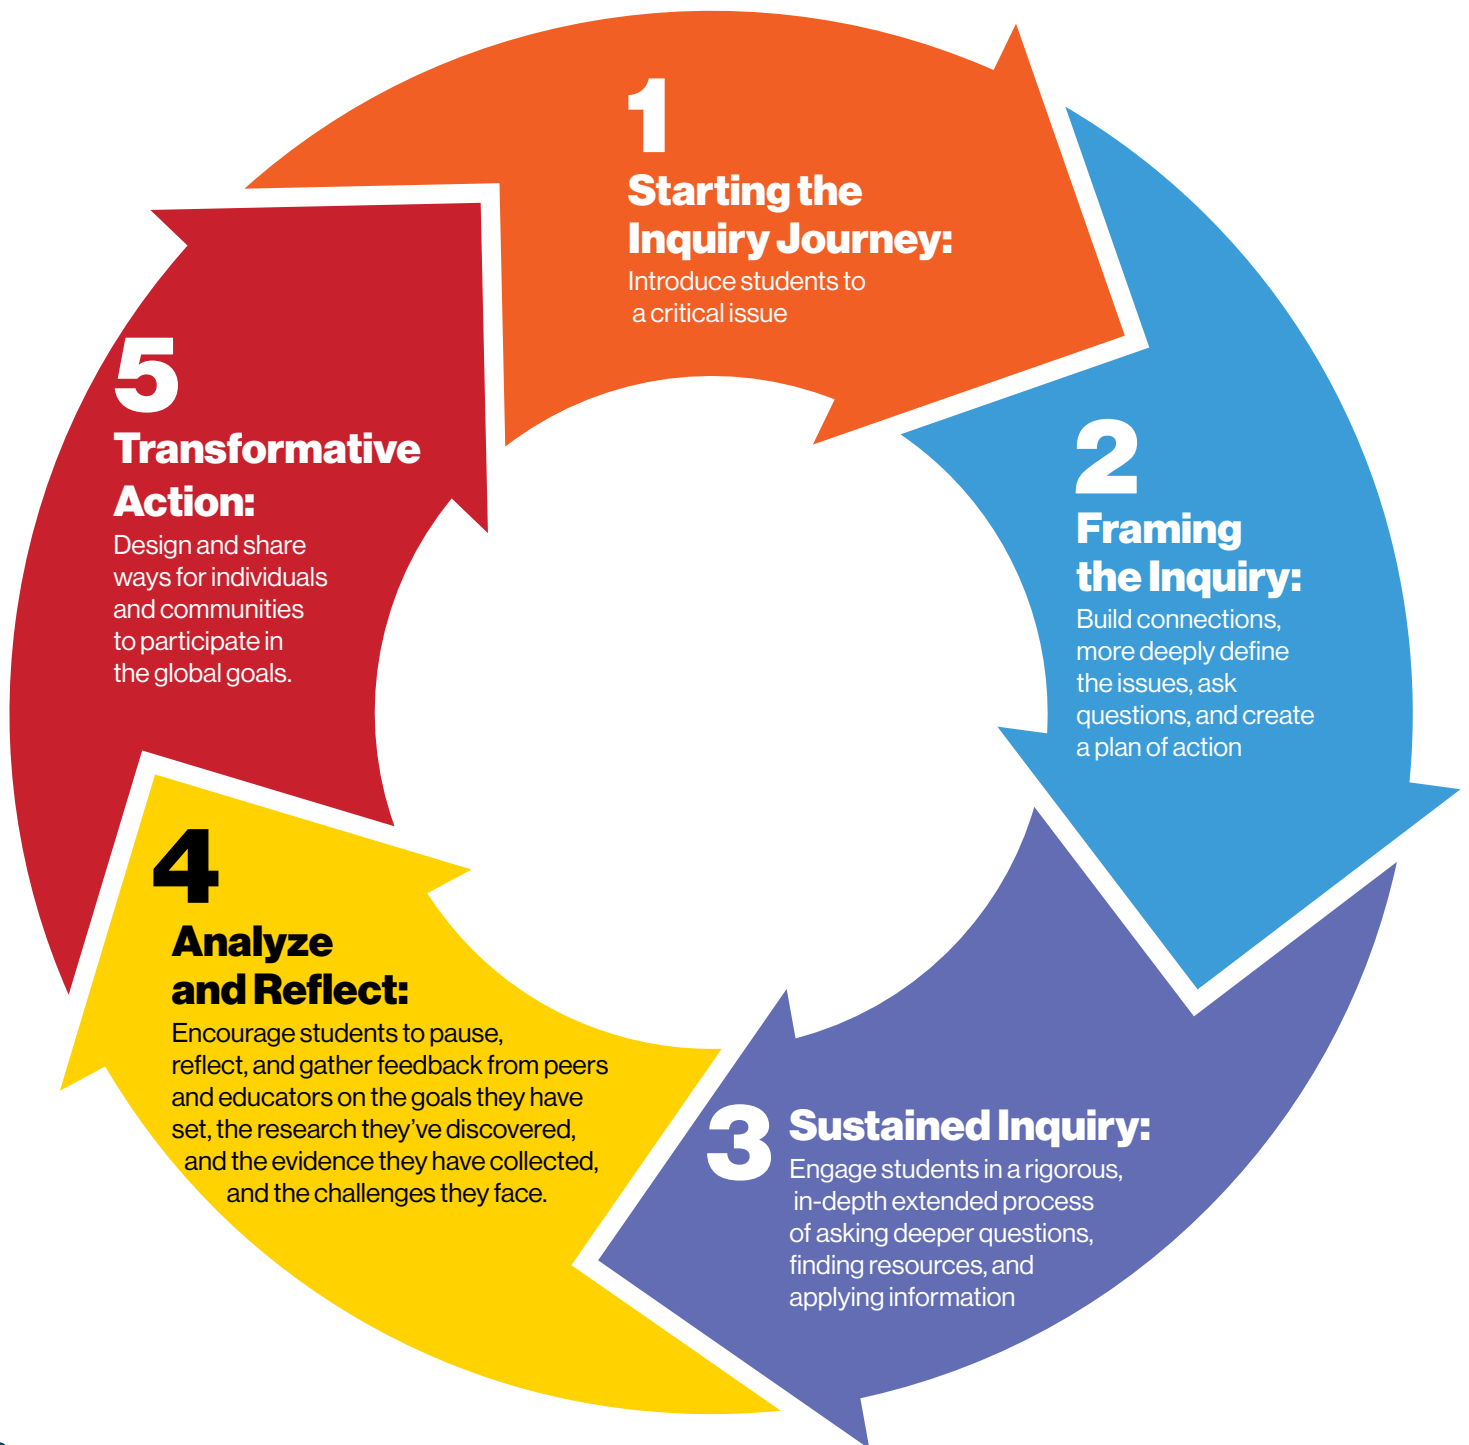 1
Starting the
Inquiry Journey:
Introduce students to
a critical issue
2
Framing
the Inquiry:
Build connections,
more deeply define
the issues, ask
questions, and create
a plan of action
3
Sustained Inquiry:
Engage students in a rigorous,
in-depth extended process
of asking deeper questions,
finding resources, and
applying information
4
Analyze
and Reflect:
Encourage students to pause,
reflect, and gather feedback from peers
and educators on the goals they have
set, the research they've discovered,
and the evidence they have collected,
and the challenges they face.
5
Transformative
Action:
Design and share
ways for individuals
and communities
to participate in
the global goals.